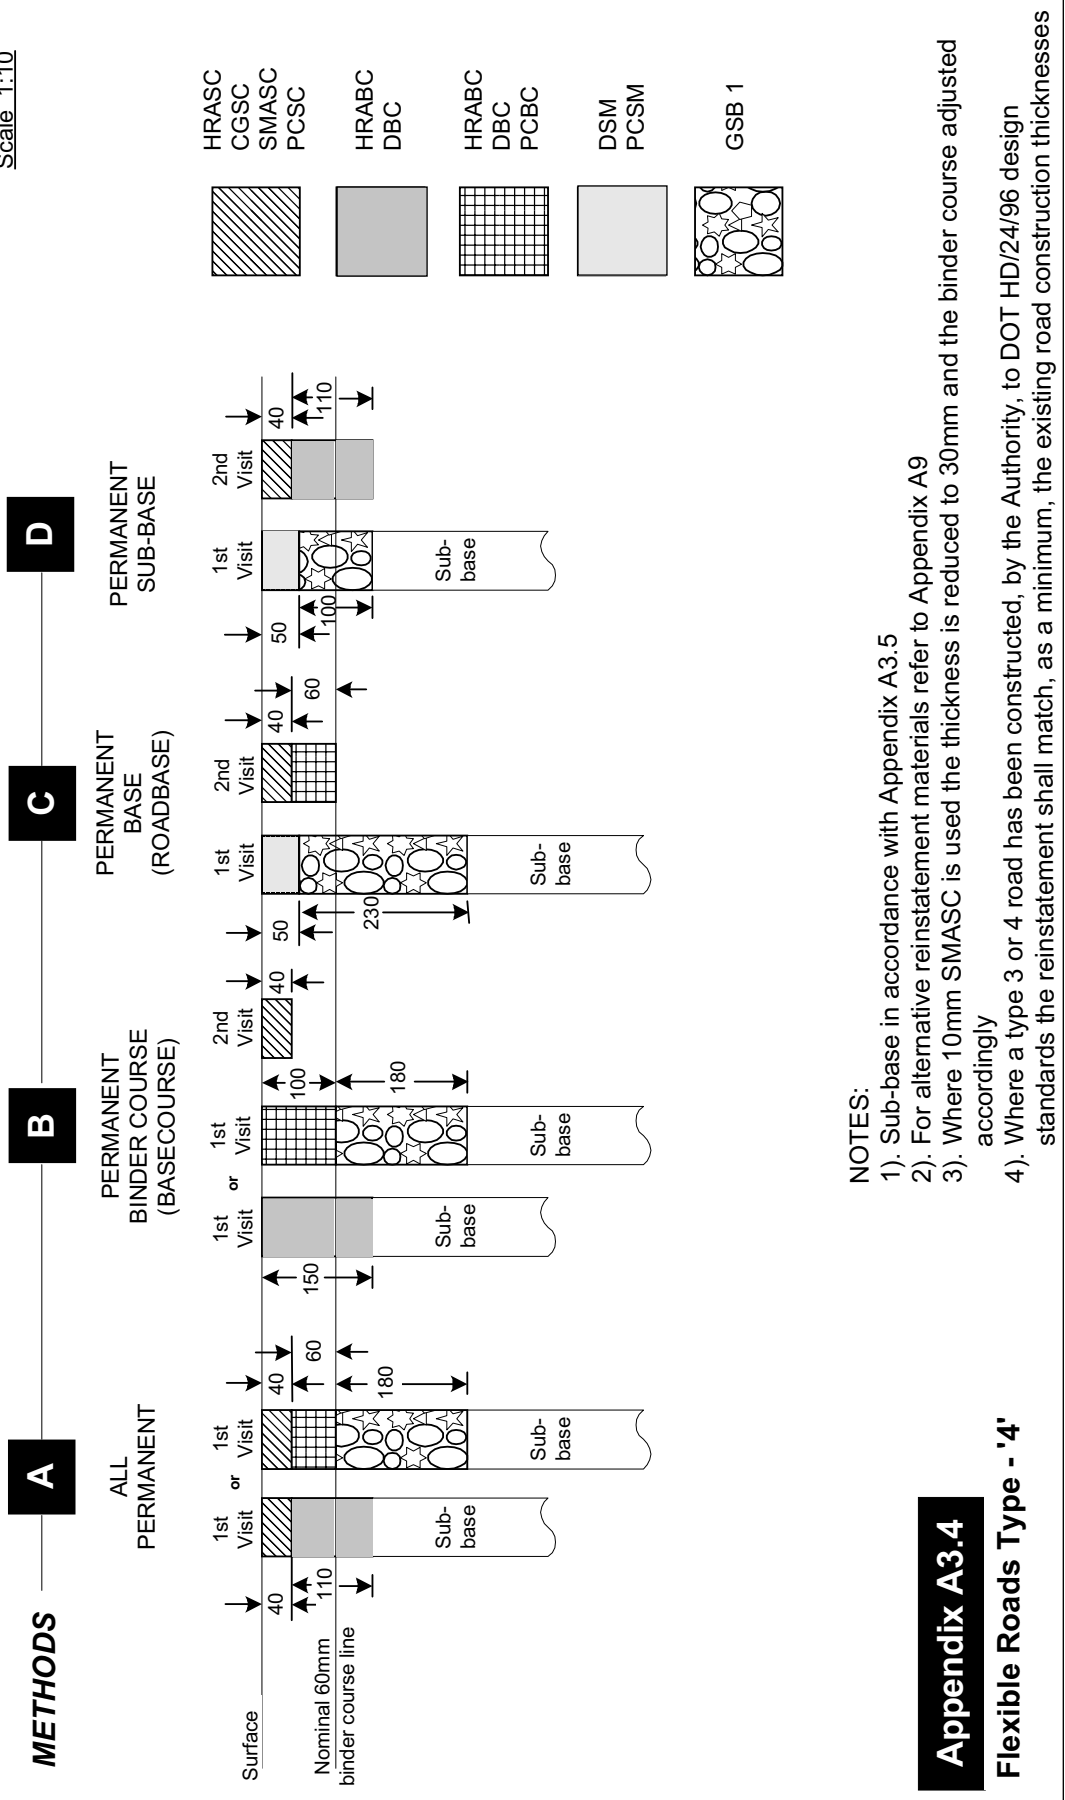 Scale 1:10
METHODS
A
B
C
D
ALL
PERMANENT
PERMANENT
BINDER COURSE
(BASECOURSE)
PERMANENT
BASE
(ROADBASE)
PERMANENT
SUB-BASE
1st
Visit
or
1st
Visit
1st
Visit
or
1st
Visit
2nd
Visit
1st
Visit
2nd
Visit
1st
Visit
2nd
Visit
Surface
Nominal 60mm
binder course line
40
110
40
60
180
150
100
180
40
50
230
40
60
50
100
40
110
Sub-
base
Sub-
base
Sub-
base
Sub-
base
Sub-
base
Sub-
base
HRASC
CGSC
SMASC
PCSC
HRABC
DBC
HRABC
DBC
PCBC
DSM
PCSM
GSB 1
NOTES:
1). Sub-base in accordance with Appendix A3.5
2). For alternative reinstatement materials refer to Appendix A9
3). Where 10mm SMASC is used the thickness is reduced to 30mm and the binder course adjusted
accordingly
4). Where a type 3 or 4 road has been constructed, by the Authority, to DOT HD/24/96 design
standards the reinstatement shall match, as a minimum, the existing road construction thicknesses
Appendix A3.4
Flexible Roads Type - '4'